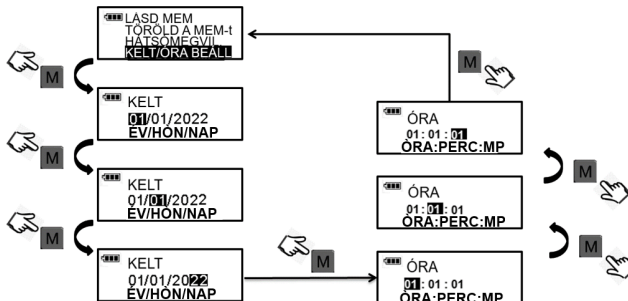 LÁSD MEM
TÖRÖLD A MEM-t
HÁTSÓMEGVIL.
KELT/ÓRA BEÁLL
M
KELT
01/01/2022
ÉV/HÓN/NAP
M
KELT
01/01/2022
ÉV/HÓN/NAP
M
KELT
01/01/2022
ÉV/HÓN/NAP
M
ÓRA
01 : 01 : 01
ÓRA:PERC:MP
M
ÓRA
01 : 01 : 01
ÓRA:PERC:MP
M
ÓRA
01 : 01 : 01
ÓRA:PERC:MP
M